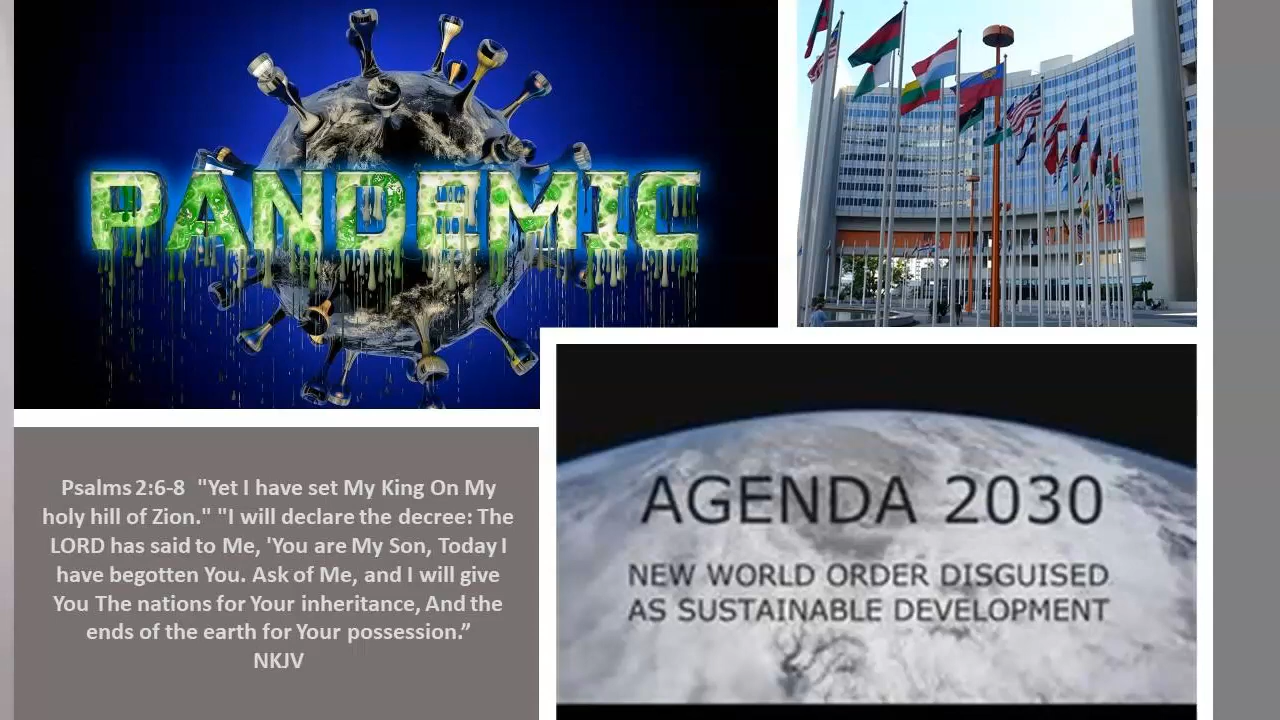 PANDEMIC
Psalms 2:6-8  "Yet I have set My King On My
holy hill of Zion." "I will declare the decree: The
LORD has said to Me, 'You are My Son, Today I
have begotten You. Ask of Me, and I will give
You The nations for Your inheritance, And the
ends of the earth for Your possession.”
NKJV
AGENDA 2030
NEW WORLD ORDER DISGUISED
AS SUSTAINABLE DEVELOPMENT